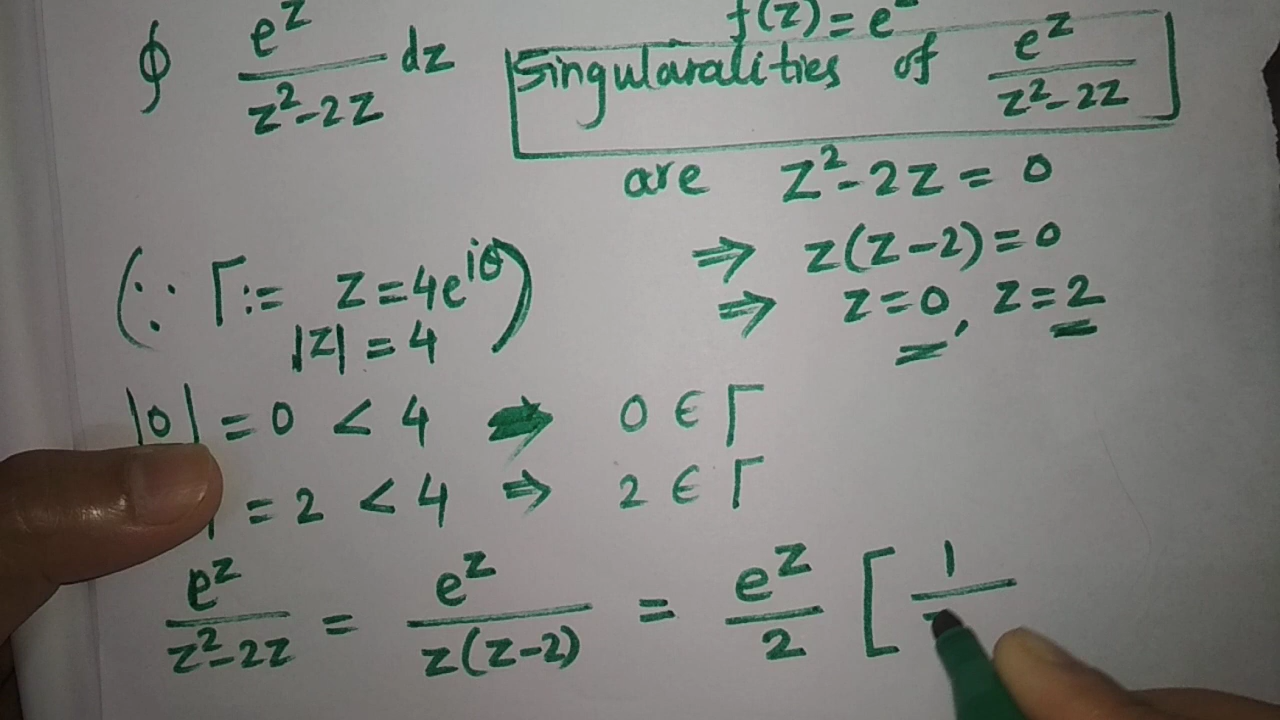 ∮ e^z / (z²-2z) dz
f(z) = e
Singularalities of e^z / (z²-2z)
are z²-2z = 0
⇒ z(z-2)=0
(∵ Γ:= z=4e^{iθ})
|z| = 4
⇒ z=0, z=2
|0| = 0 < 4 ⇒ 0 ∈ Γ
= 2 < 4 ⇒ 2 ∈ Γ
e^z / (z²-2z) = e^z / (z(z-2)) = e^z / 2 [ 1 /